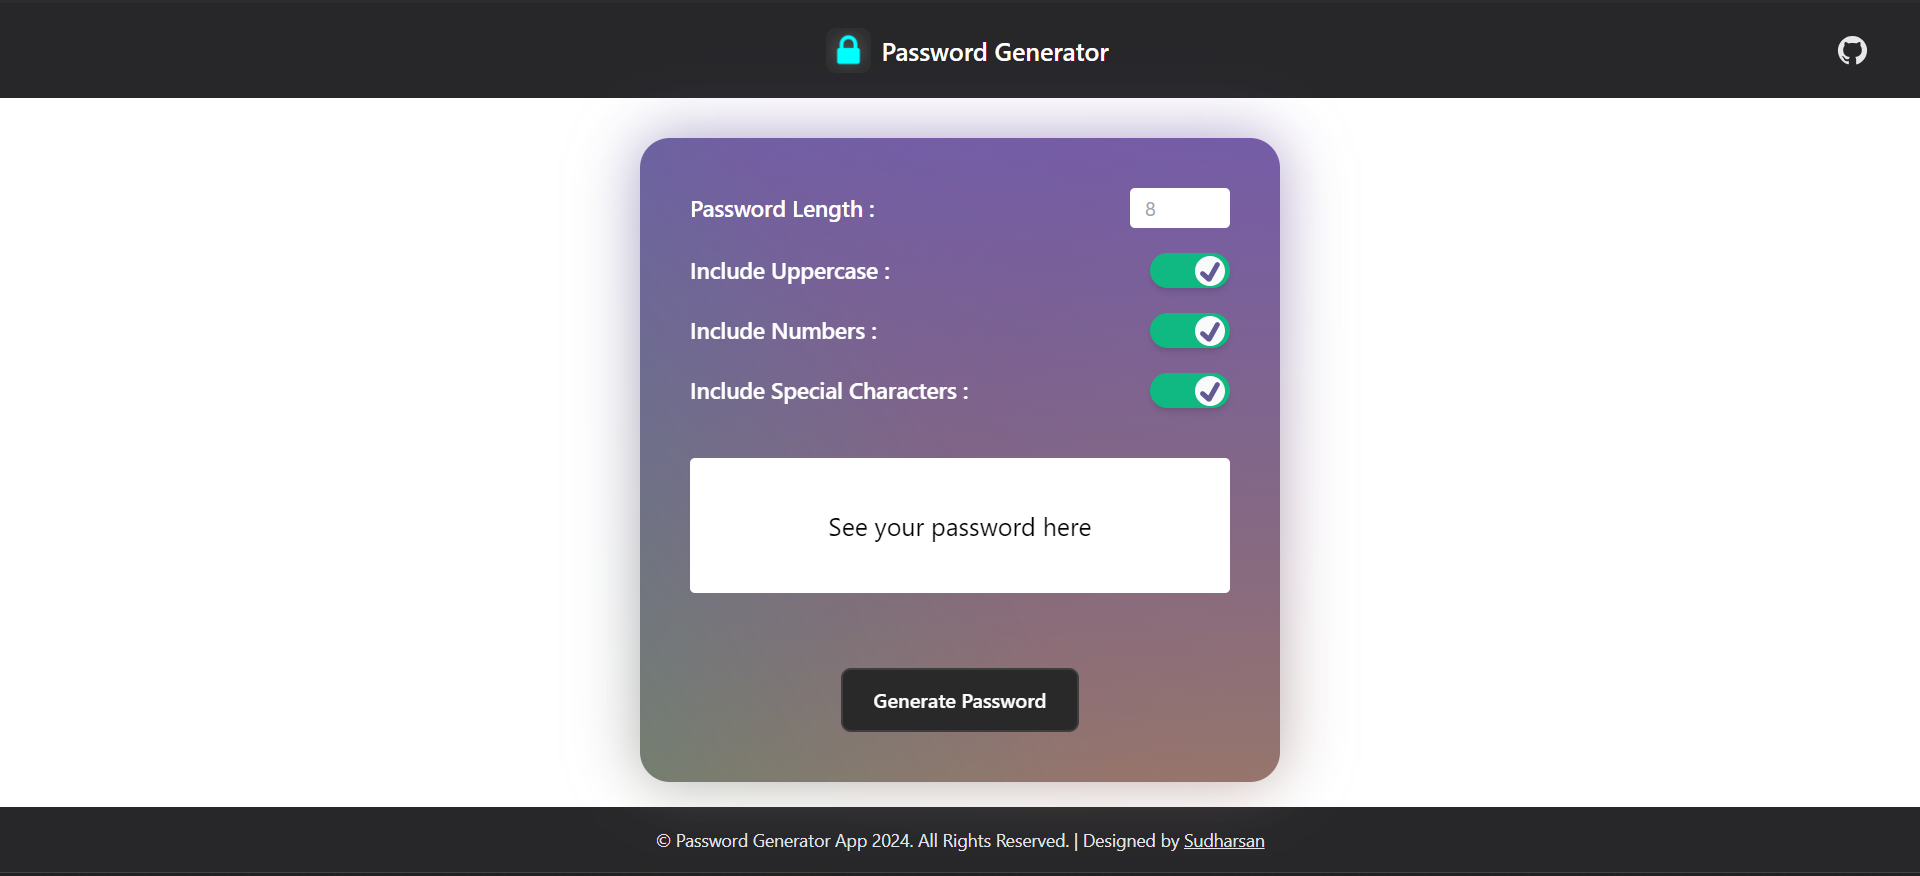 Password Generator
Password Length :
8
Include Uppercase :
Include Numbers :
Include Special Characters :
See your password here
Generate Password
© Password Generator App 2024. All Rights Reserved. | Designed by Sudharsan